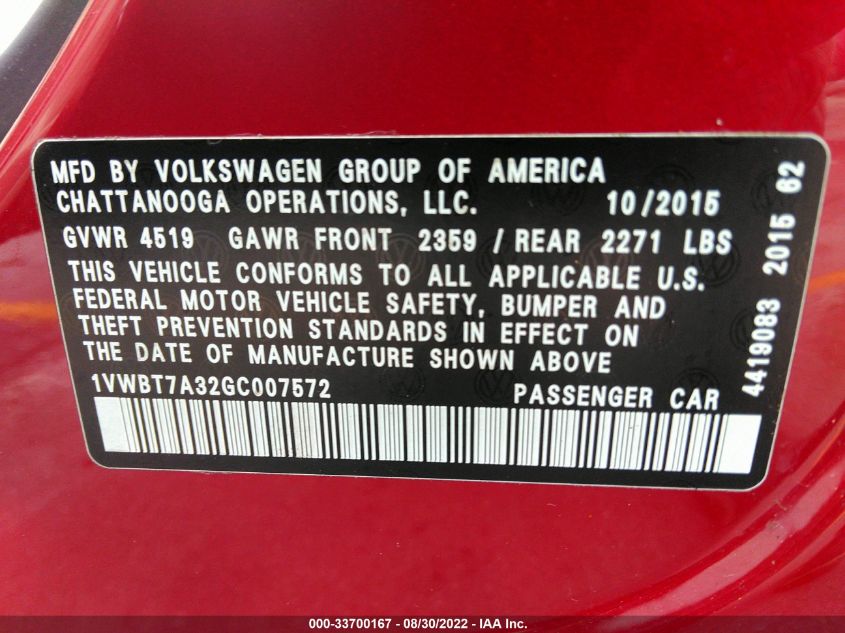 MFD BY VOLKSWAGEN GROUP OF AMERICA
CHATTANOOGA OPERATIONS, LLC. 10/2015
GVWR 4519 GAWR FRONT 2359 / REAR 2271 LBS
THIS VEHICLE CONFORMS TO ALL APPLICABLE U.S.
FEDERAL MOTOR VEHICLE SAFETY, BUMPER AND
THEFT PREVENTION STANDARDS IN EFFECT ON
THE DATE OF MANUFACTURE SHOWN ABOVE
1VWBT7A32GC007572 PASSENGER CAR
4419083 2015 62
000-33700167 - 08/30/2022 - IAA Inc.